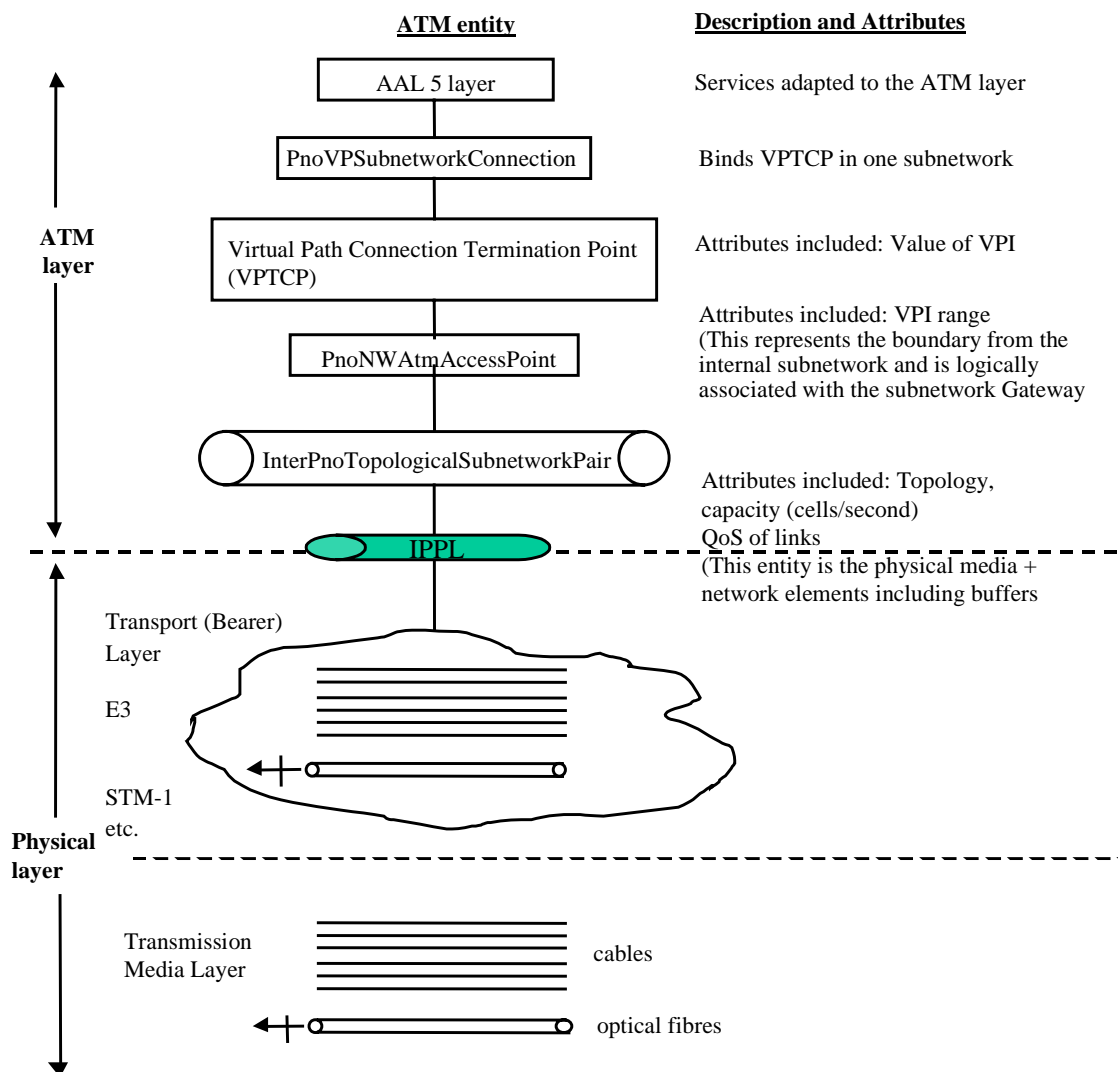 ATM entity
Description and Attributes
AAL 5 layer
Services adapted to the ATM layer
PnoVPSubnetworkConnection
Binds VPTCP in one subnetwork
ATM
layer
Virtual Path Connection Termination Point
(VPTCP)
Attributes included: Value of VPI
PnoNWAtmAccessPoint
Attributes included: VPI range
(This represents the boundary from the
internal subnetwork and is logically
associated with the subnetwork Gateway
InterPnoTopologicalSubnetworkPair
Attributes included: Topology,
capacity (cells/second)
QoS of links
(This entity is the physical media +
network elements including buffers
IPPL
Transport (Bearer)
Layer
E3
STM-1
etc.
Physical
layer
Transmission
Media Layer
cables
optical fibres